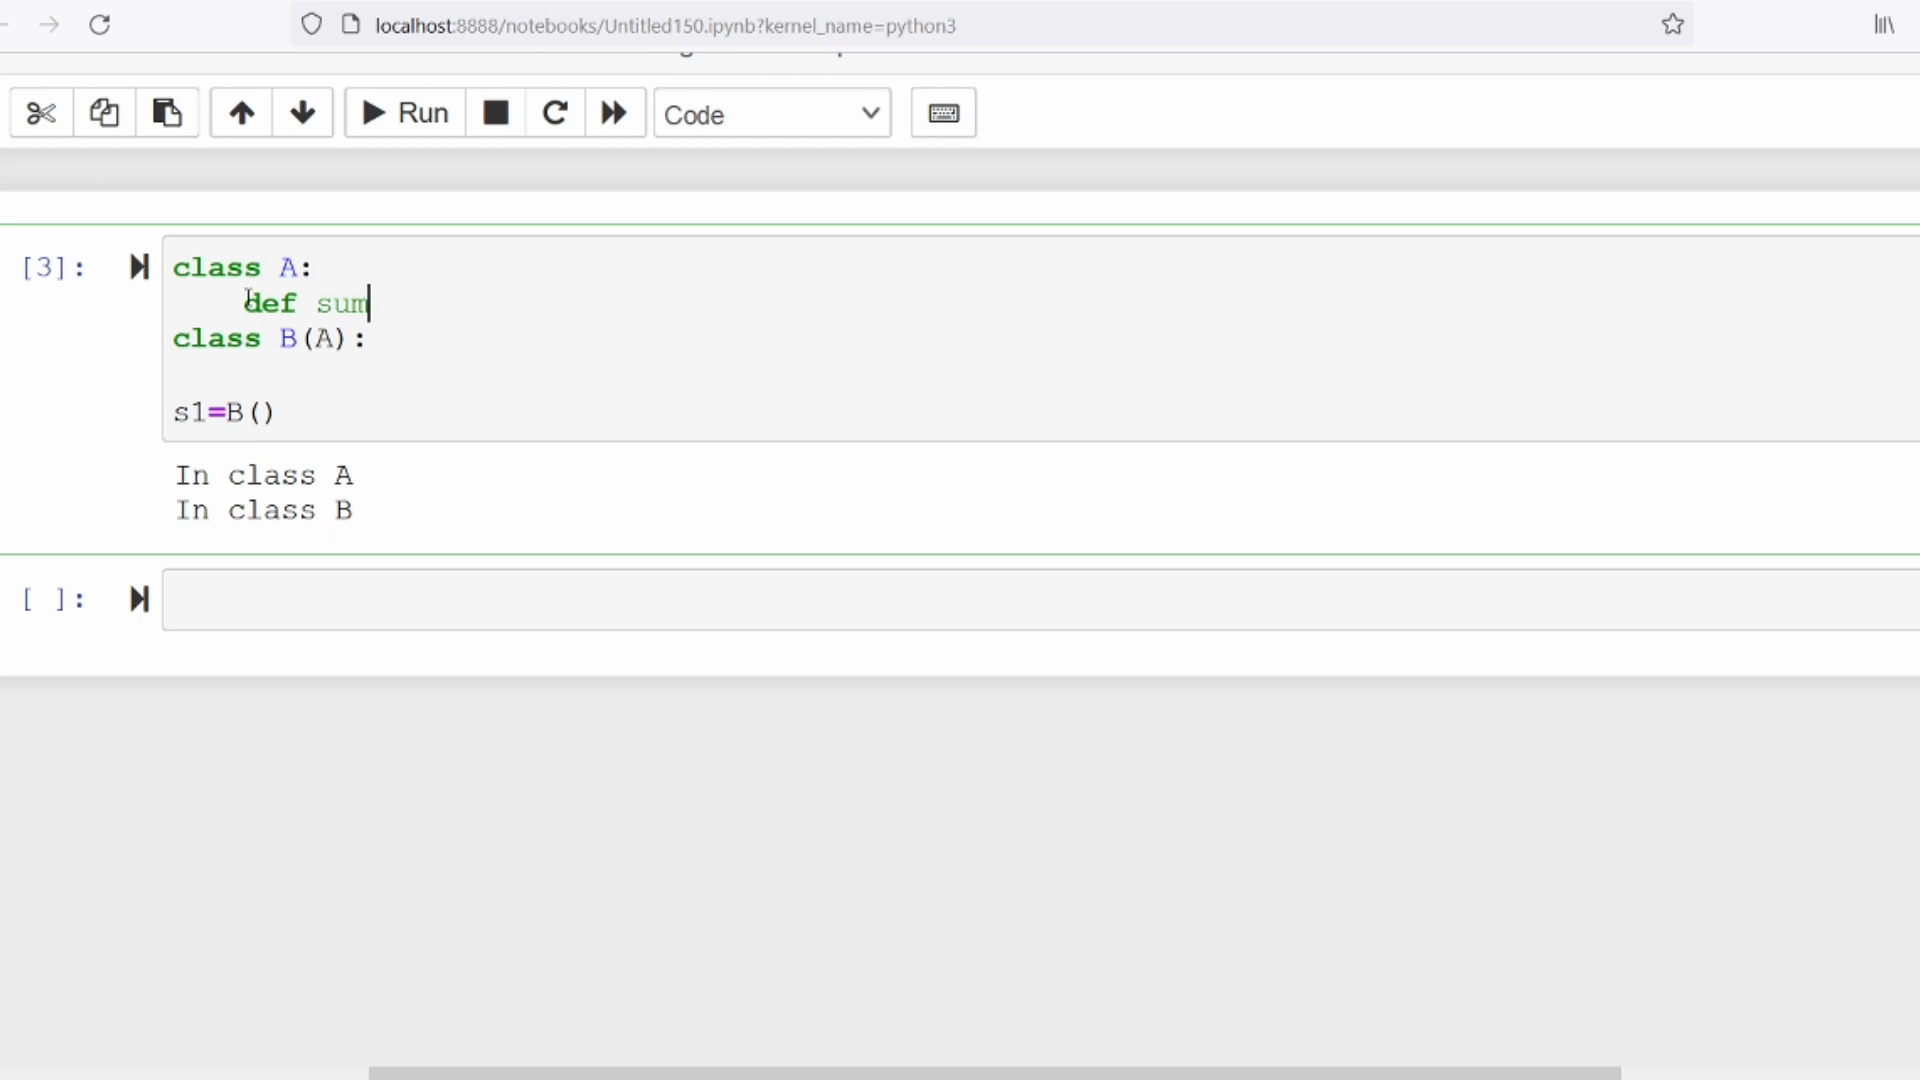 localhost:8888/notebooks/Untitled150.ipynb?kernel_name=python3
Run
Code
[3]:
class A:
    def sum
class B(A):
s1=B()
In class A
In class B
[ ]: